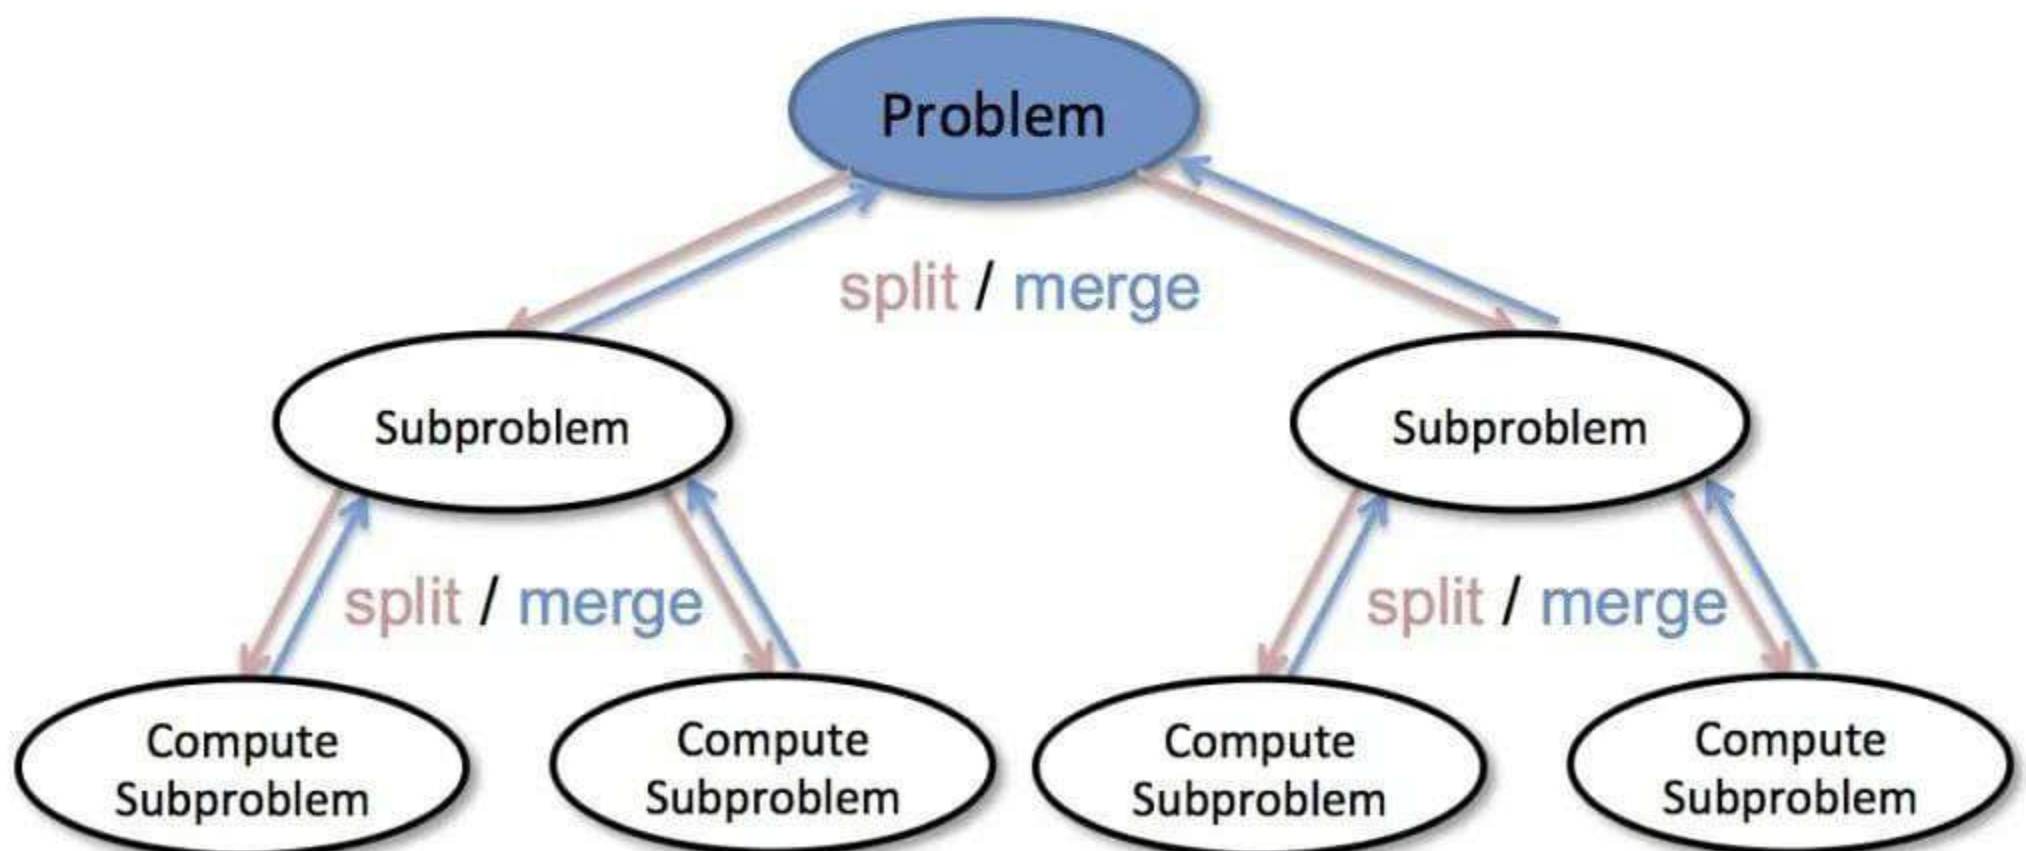 Problem
split / merge
Subproblem
Subproblem
split / merge
split / merge
Compute
Subproblem
Compute
Subproblem
Compute
Subproblem
Compute
Subproblem